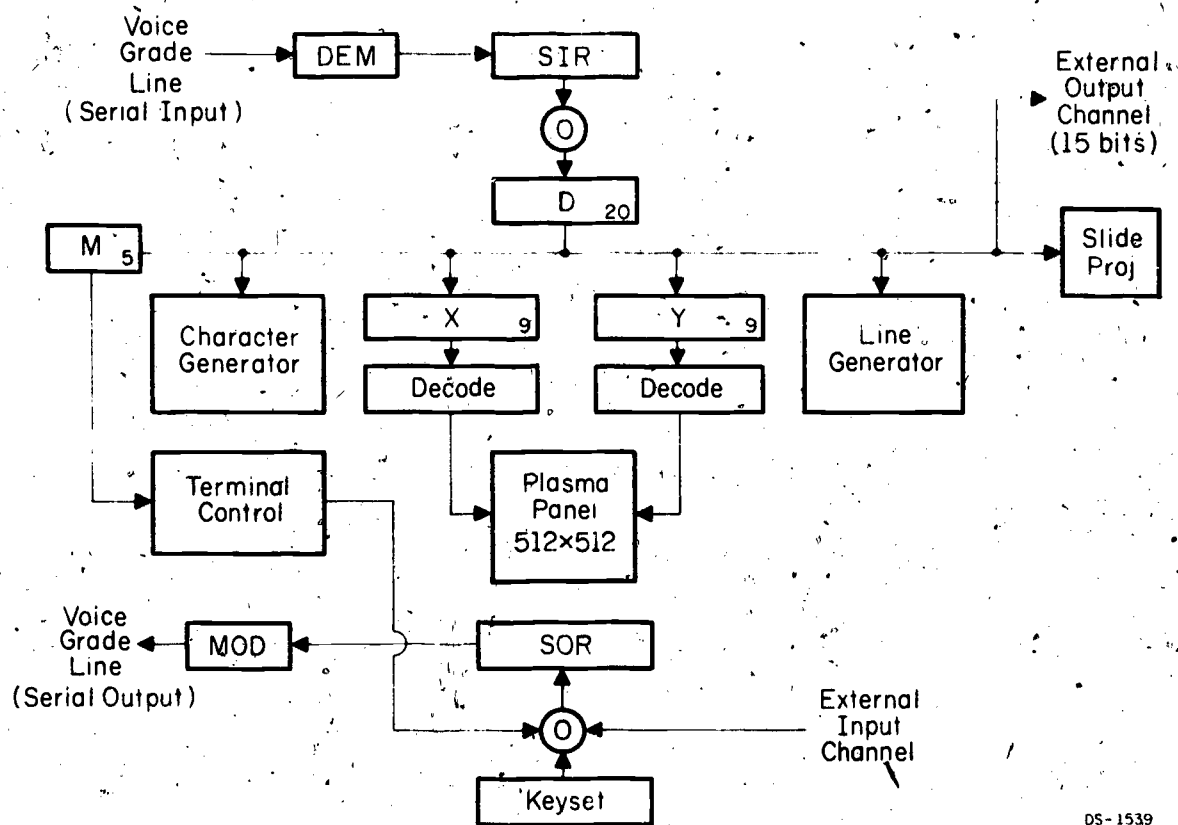 Voice
Grade
Line
(Serial Input)
DEM
SIR
External
Output
Channel
(15 bits)
O
D 20
M 5
Slide
Proj
Character
Generator
X 9
Y 9
Line
Generator
Decode
Decode
Terminal
Control
Plasma
Panel
512×512
Voice
Grade
Line
(Serial Output)
MOD
SOR
O
External
Input
Channel
Keyset
DS-1539